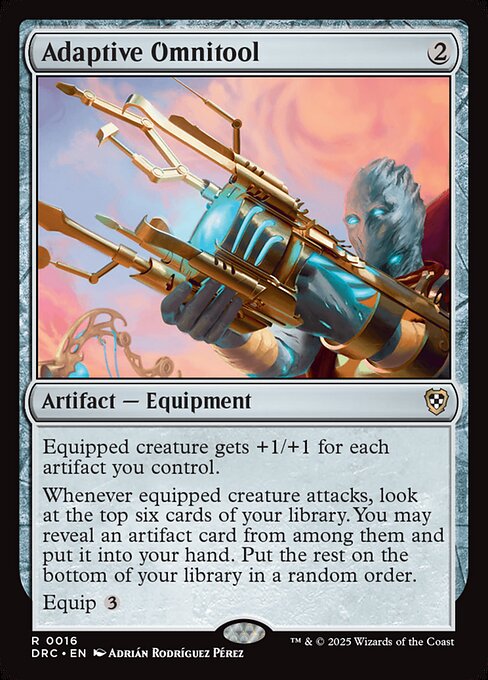 Adaptive Omnitool 2
Artifact — Equipment
Equipped creature gets +1/+1 for each
artifact you control.
Whenever equipped creature attacks, look
at the top six cards of your library. You may
reveal an artifact card from among them and
put it into your hand. Put the rest on the
bottom of your library in a random order.
Equip 3
R 0016
DRC • EN Adrián Rodríguez Pérez
™ & © 2025 Wizards of the Coast